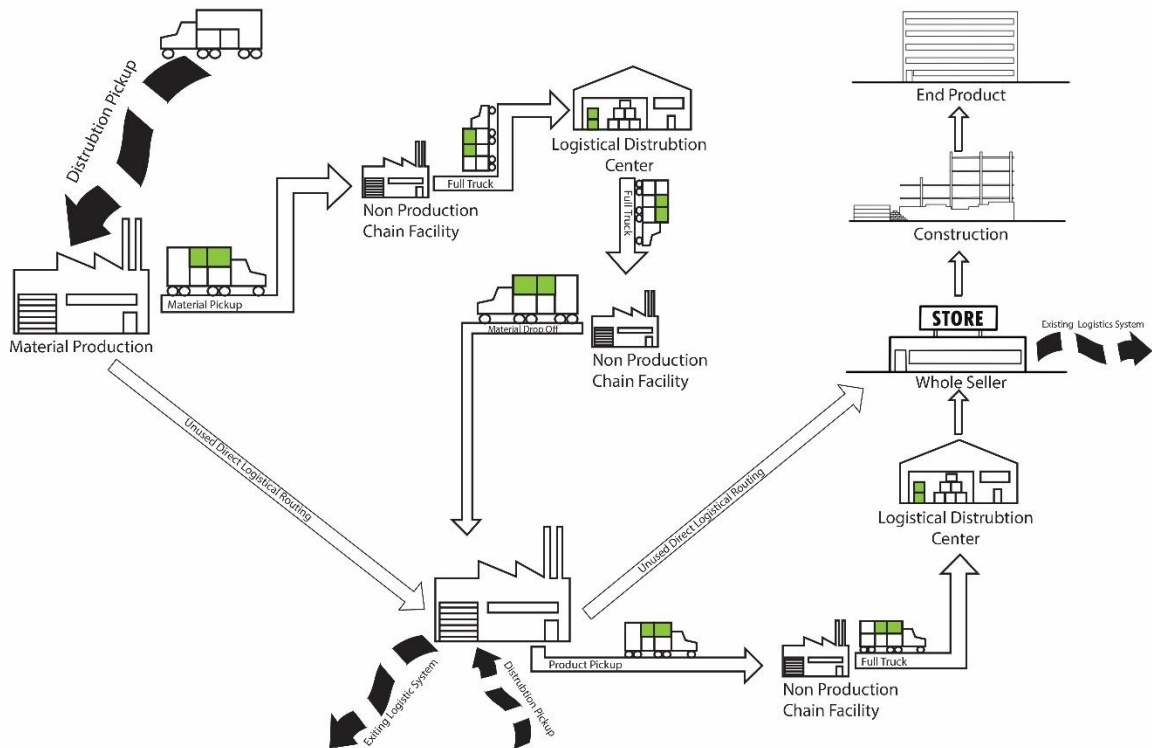 Distrubtion Pickup
Material Production
Material Pickup
Non Production
Chain Facility
Full Truck
Logistical Distrubtion
Center
Full Truck
Non Production
Chain Facility
Material Drop Off
Unused Direct Logistical Routing
Exiting Logistic System
Distrubtion Pickup
Product Pickup
Non Production
Chain Facility
Full Truck
Logistical Distrubtion
Center
Unused Direct Logistical Routing
STORE
Whole Seller
Existing Logistics System
Construction
End Product